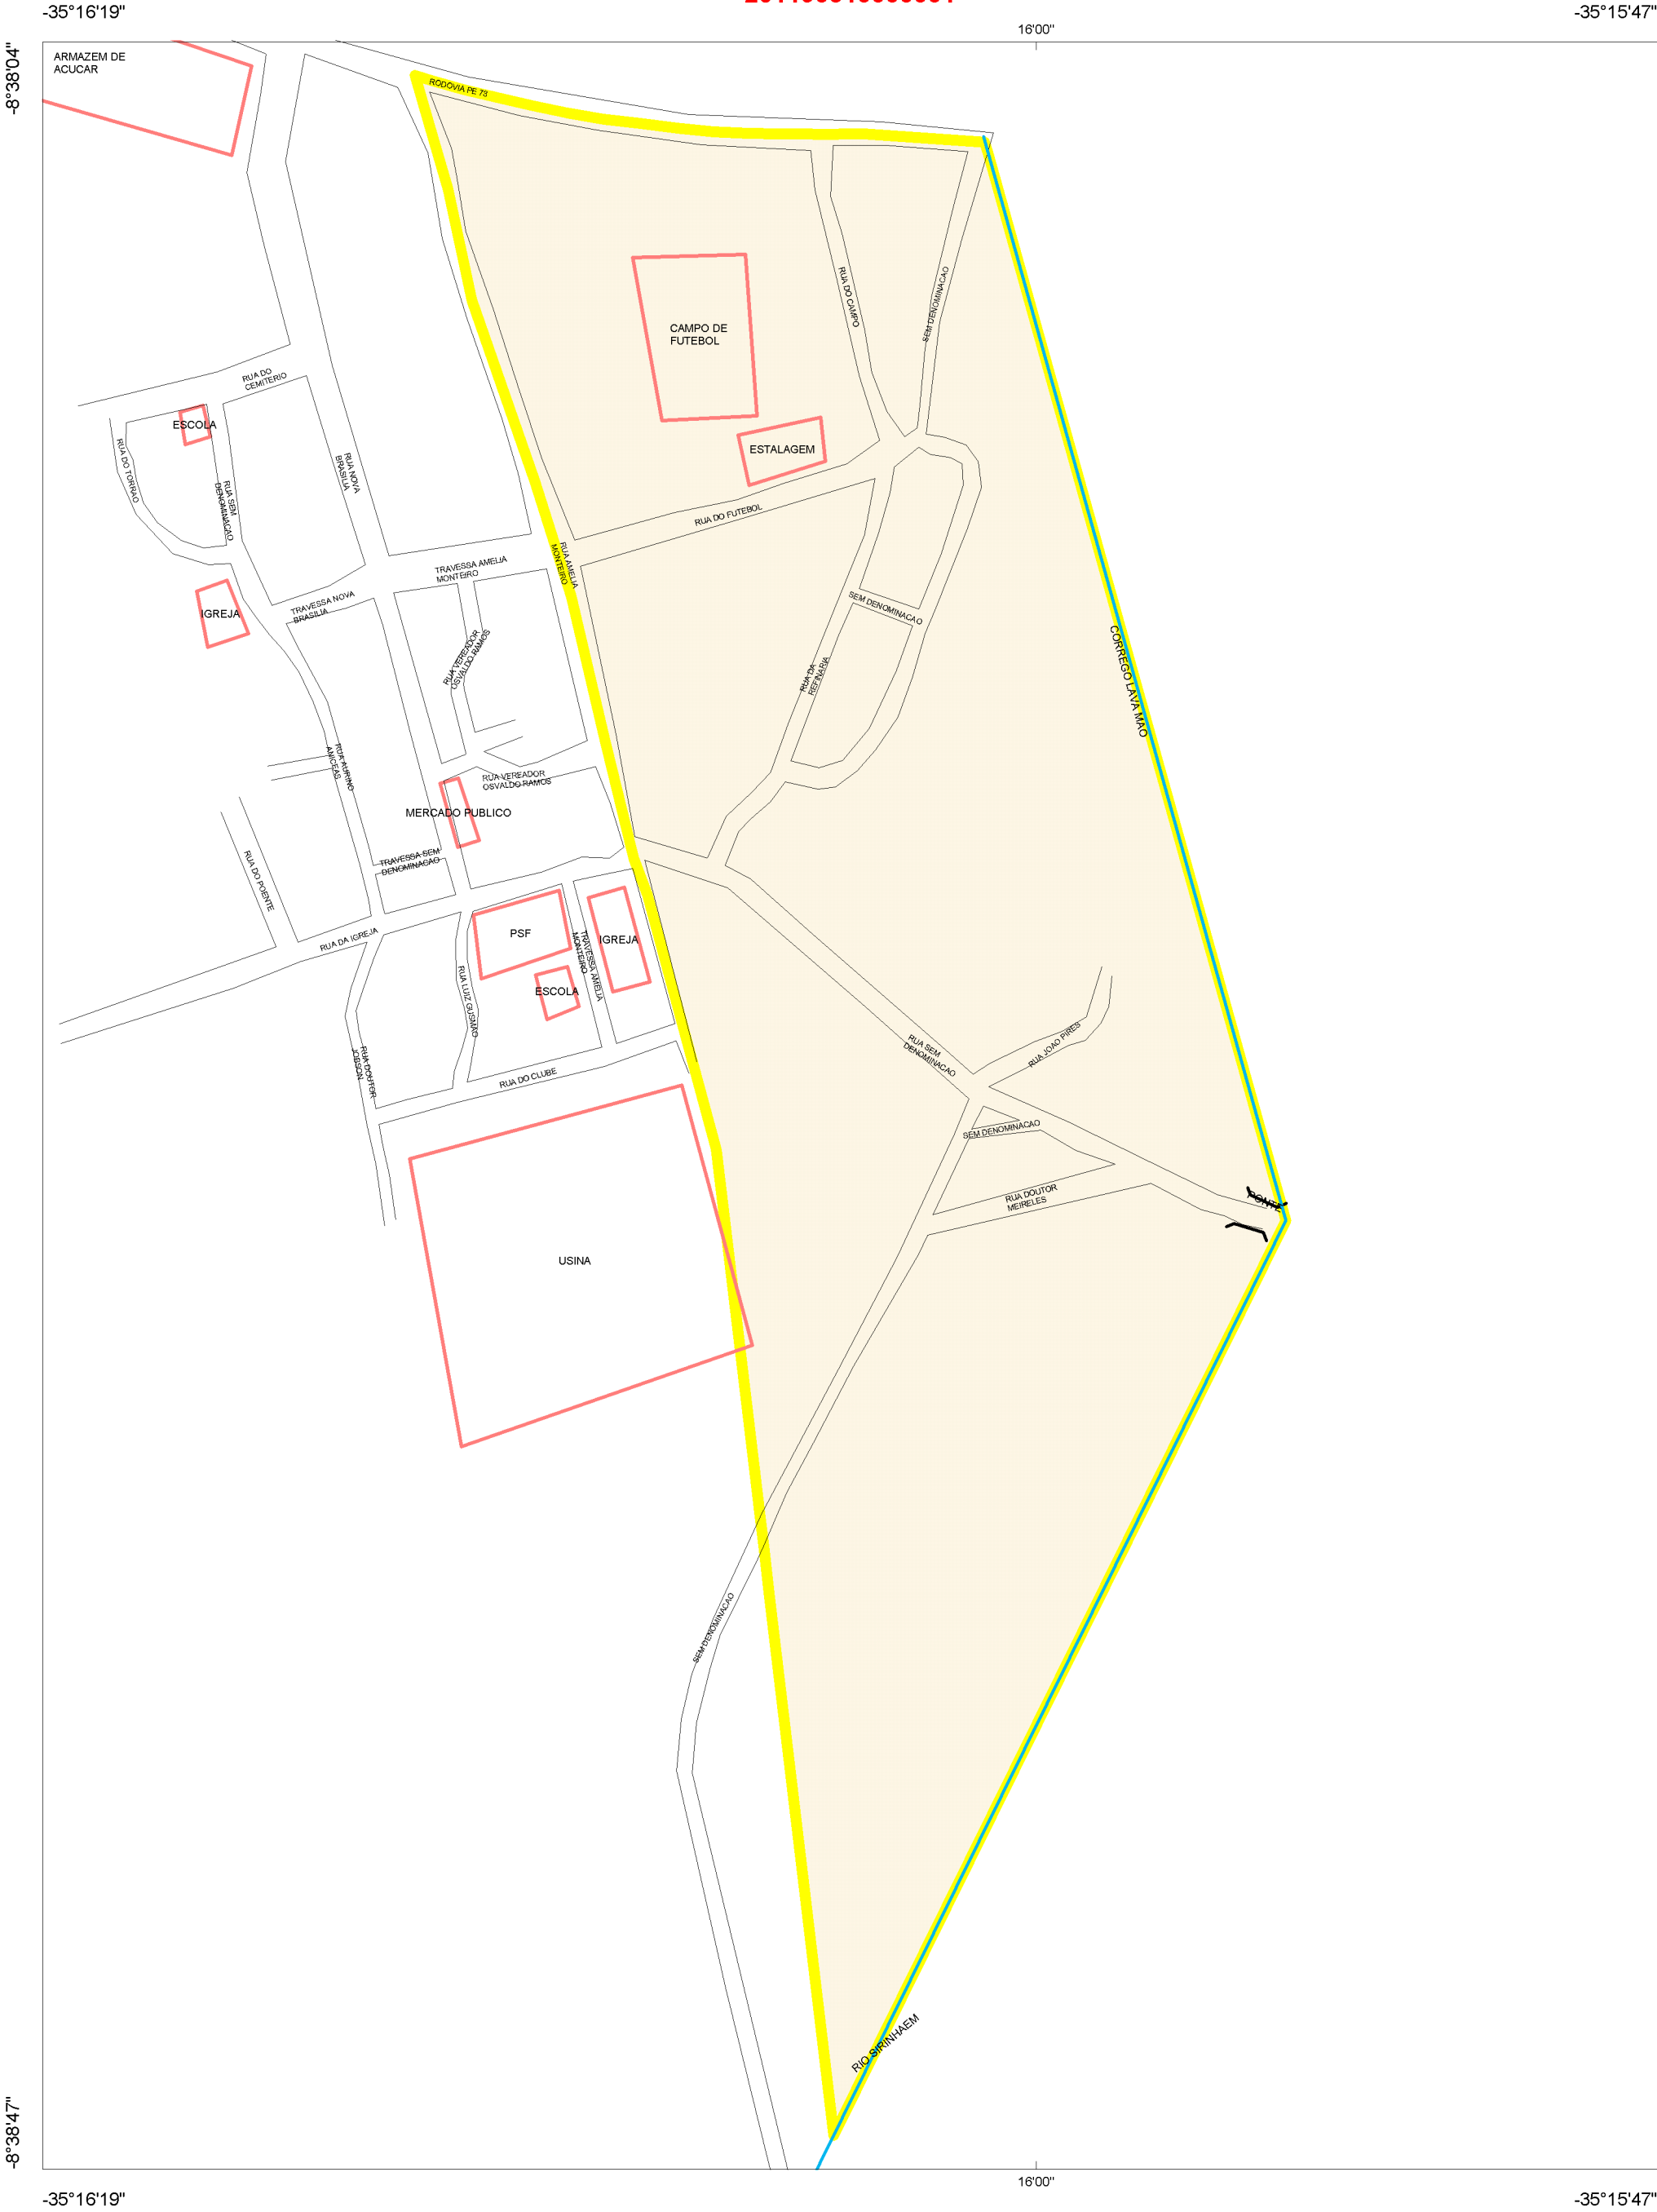 -35°16'19"
16'00"
-35°15'47"
-8°38'04"
ARMAZEM DE
ACUCAR
RODOVIA PE 73
CAMPO DE
FUTEBOL
RUA DO CAMPO
SEM DENOMINACAO
RUA DO
CEMITERIO
ESCOLA
RUA DO TORRAO
RUA SEM
DENOMINACAO
RUA NOVA
BRASILIA
ESTALAGEM
RUA DO FUTEBOL
TRAVESSA AMELIA
MONTEIRO
RUA AMELIA
MONTEIRO
IGREJA
TRAVESSA NOVA
BRASILIA
SEM DENOMINACAO
RUA VEREADOR
OSVALDO RAMOS
RUA DA
REFINARIA
CORREGO LAVA MAO
RUA AURINO
ANICEAS
RUA VEREADOR
OSVALDO RAMOS
MERCADO PUBLICO
TRAVESSA SEM
DENOMINACAO
RUA DO POENTE
RUA DA IGREJA
PSF
IGREJA
TRAVESSA AMELIA
MONTEIRO
ESCOLA
RUA LUIZ GUSMAO
RUA DOUTOR
JOBSON
RUA DO CLUBE
RUA SEM
DENOMINACAO
RUA JOAO PIRES
SEM DENOMINACAO
RUA DOUTOR
MEIRELES
PONTE
USINA
SEM DENOMINACAO
RIO SIRINHAEM
-8°38'47"
-35°16'19"
16'00"
-35°15'47"